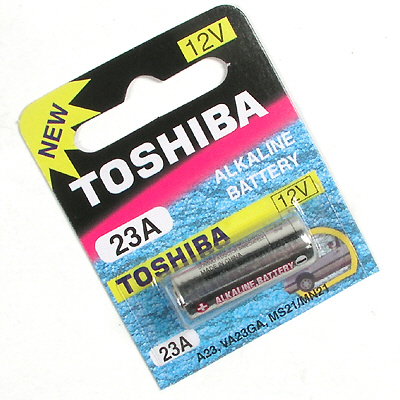 12V
NEW
TOSHIBA
ALKALINE
BATTERY
23A
12V
TOSHIBA
ALKALINE BATTERY
23A
A23, VA23GA, MS21/MN21